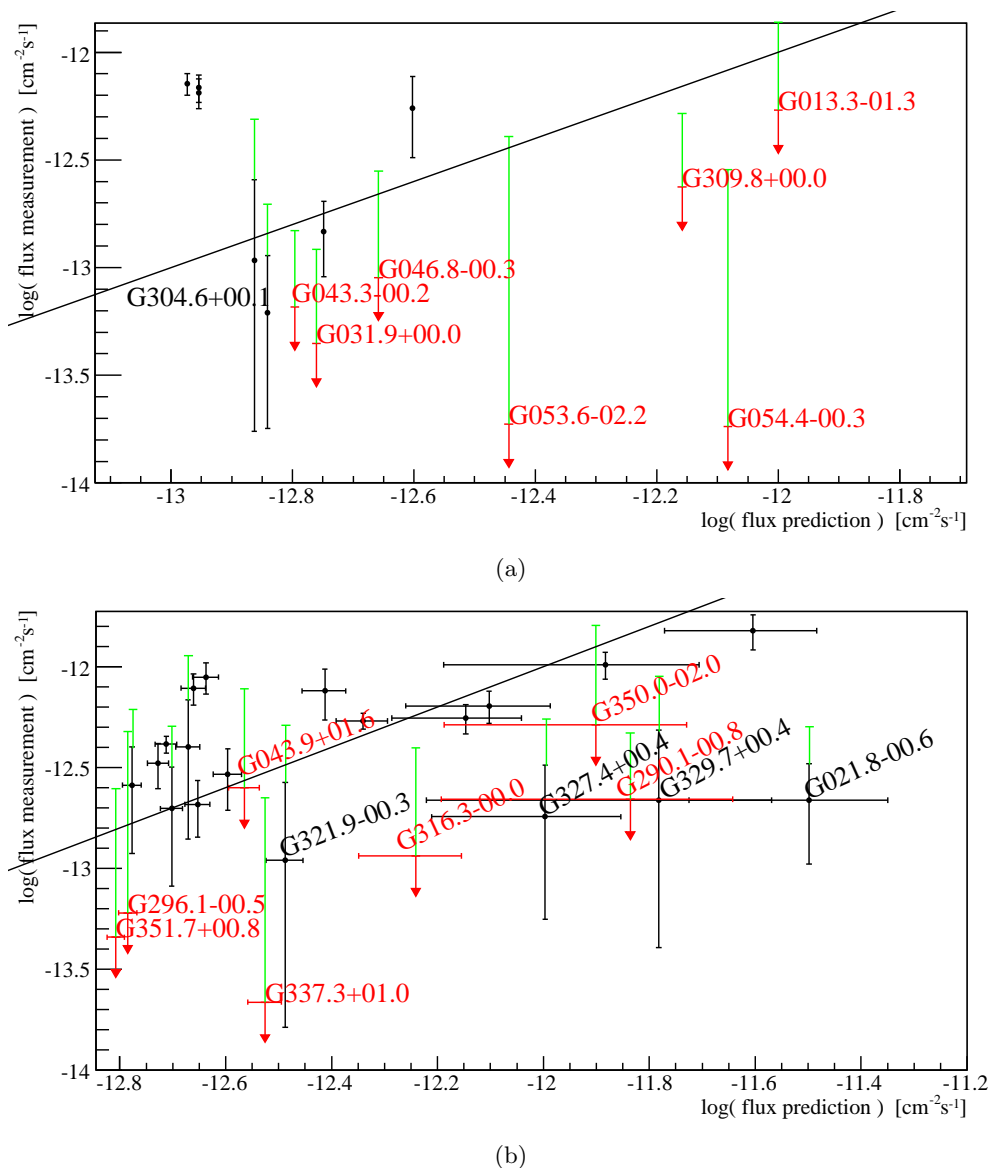 log( flux measurement ) [cm⁻²s⁻¹]
-12
-12.5
-13
-13.5
-14
G013.3-01.3
G309.8+00.0
G046.8-00.3
G304.6+00.1
G043.3-00.2
G031.9+00.0
G053.6-02.2
G054.4-00.3
-13 -12.8 -12.6 -12.4 -12.2 -12 -11.8
log( flux prediction ) [cm⁻²s⁻¹]
(a)
log( flux measurement ) [cm⁻²s⁻¹]
-12
-12.5
-13
-13.5
-14
G350.0-02.0
G043.9+01.6
G327.4+00.4
G290.1-00.8
G329.7+00.4
G021.8-00.6
G321.9-00.3
G316.3-00.0
G296.1-00.5
G351.7+00.8
G337.3+01.0
-12.8 -12.6 -12.4 -12.2 -12 -11.8 -11.6 -11.4 -11.2
log( flux prediction ) [cm⁻²s⁻¹]
(b)